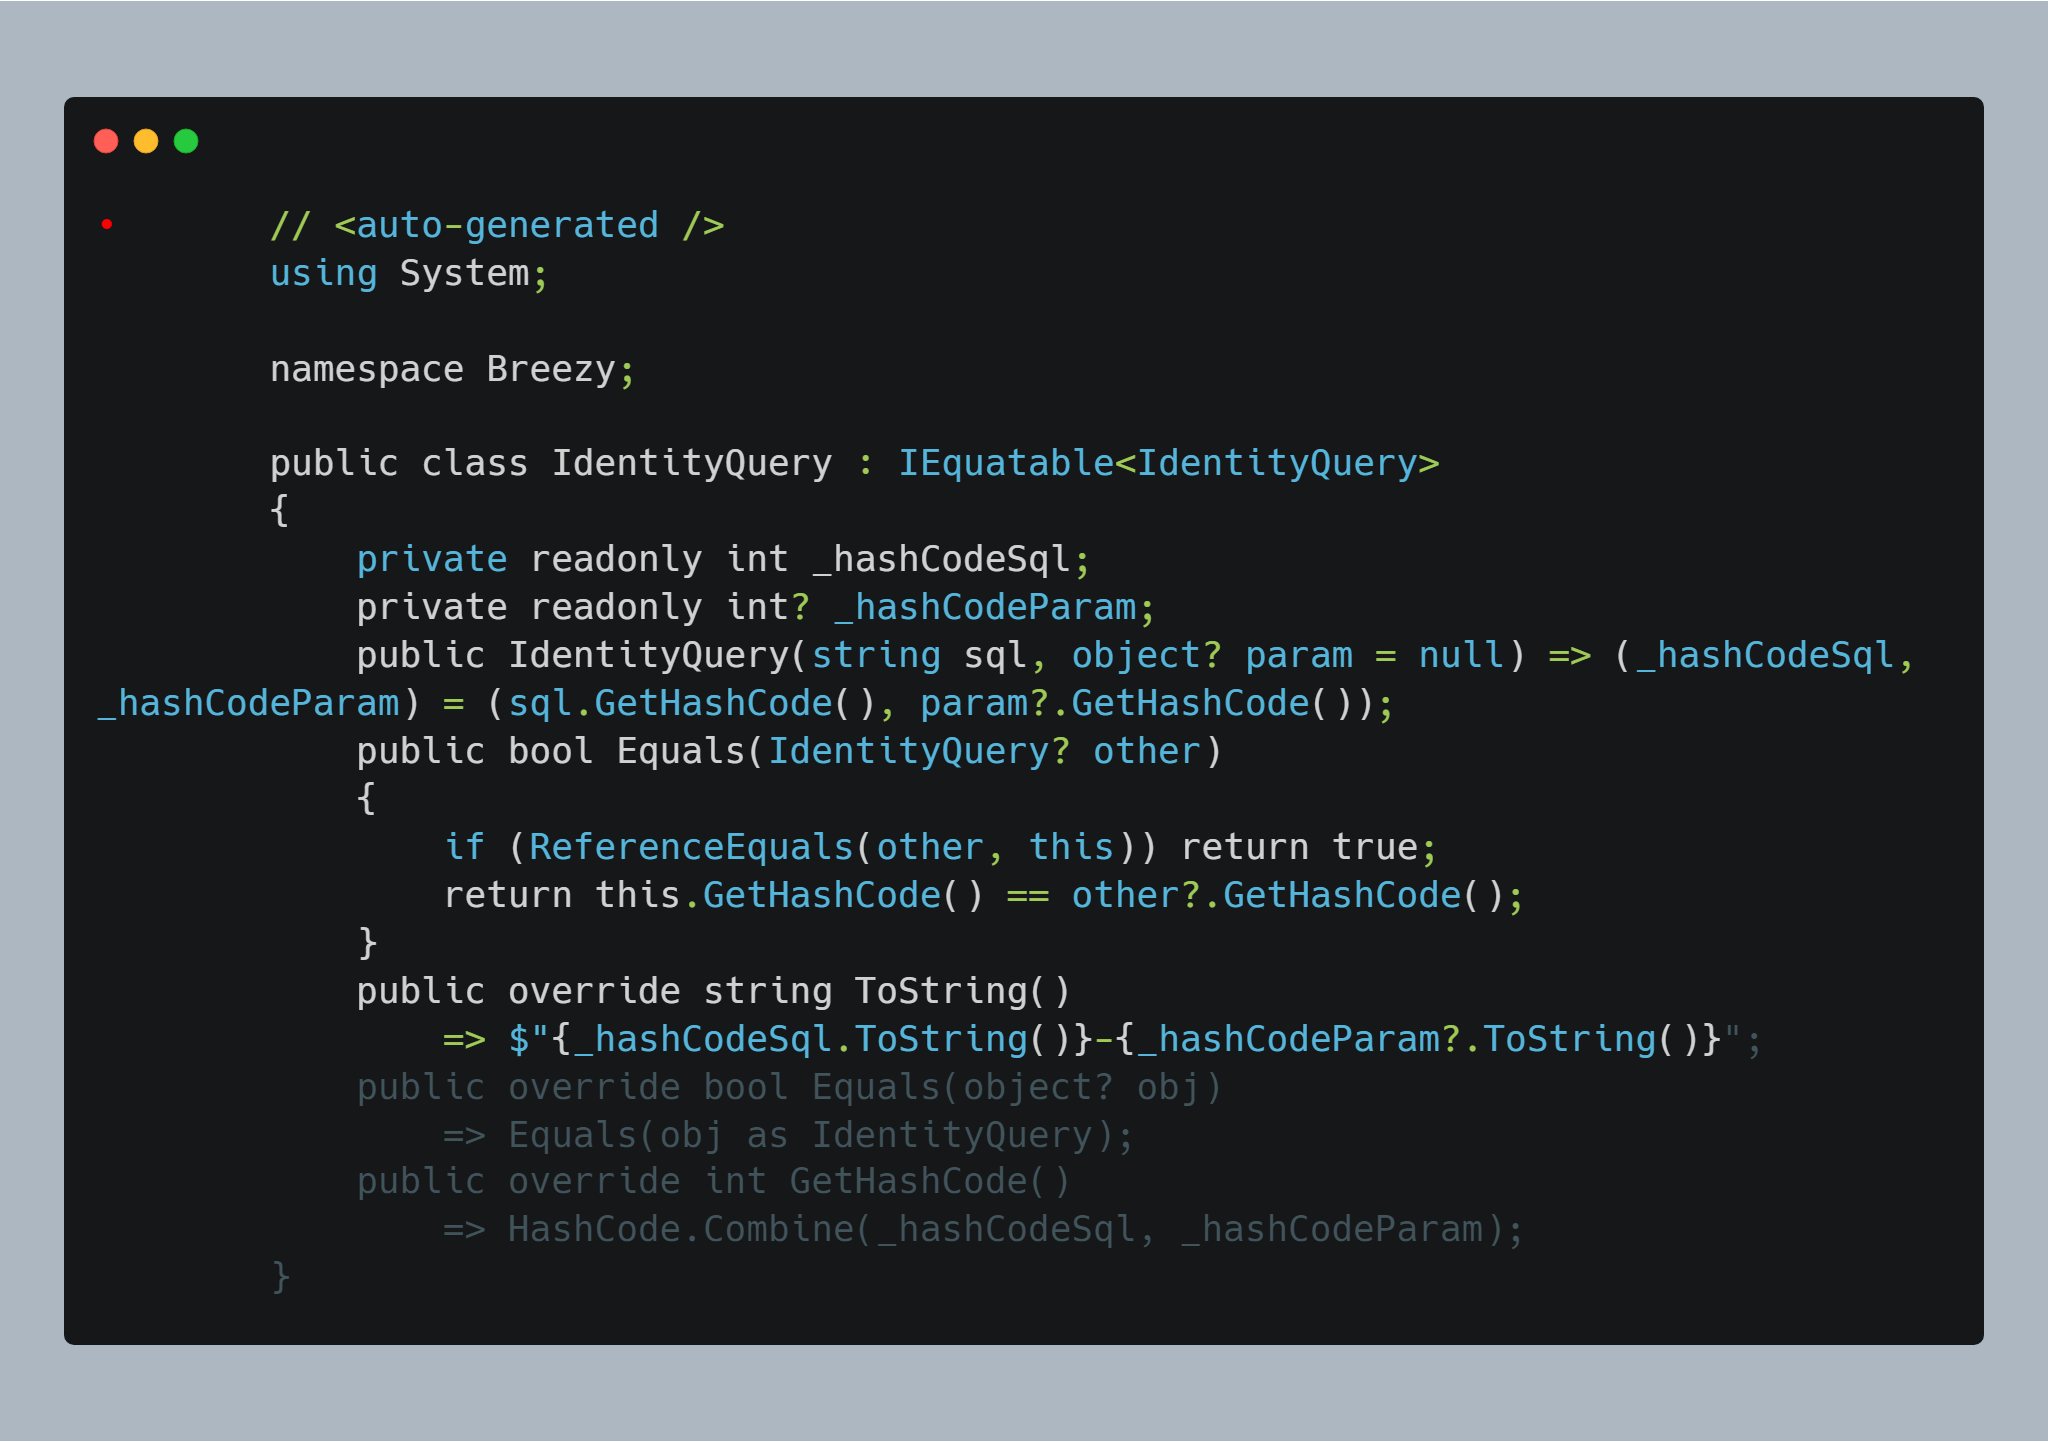 // <auto-generated />
using System;
namespace Breezy;
public class IdentityQuery : IEquatable<IdentityQuery>
{
private readonly int _hashCodeSql;
private readonly int? _hashCodeParam;
public IdentityQuery(string sql, object? param = null) => (_hashCodeSql,
_hashCodeParam) = (sql.GetHashCode(), param?.GetHashCode());
public bool Equals(IdentityQuery? other)
{
if (ReferenceEquals(other, this)) return true;
return this.GetHashCode() == other?.GetHashCode();
}
public override string ToString()
=> $"{_hashCodeSql.ToString()}-{_hashCodeParam?.ToString()}";
public override bool Equals(object? obj)
=> Equals(obj as IdentityQuery);
public override int GetHashCode()
=> HashCode.Combine(_hashCodeSql, _hashCodeParam);
}